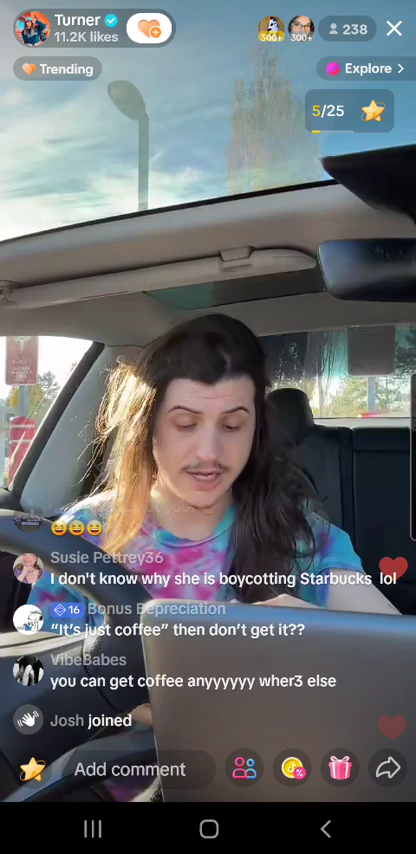 Turner
11.2K likes
300+
300+
238
Trending
Explore >
5/25
😆😆😆
Susie Pettrey36
I don't know why she is boycotting Starbucks lol
16 Bonus Depreciation
“It's just coffee” then don't get it??
VibeBabes
you can get coffee anyyyyyy wher3 else
Josh joined
Add comment